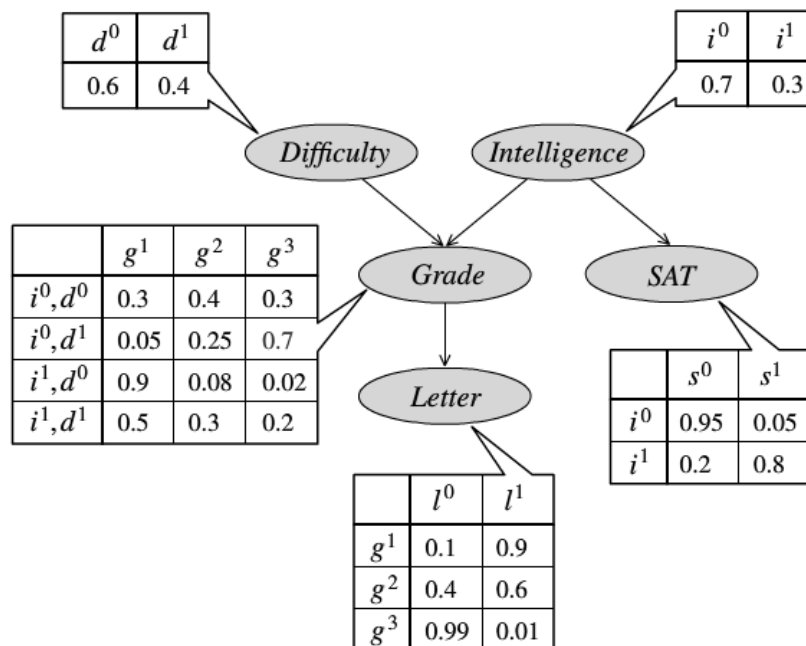 d⁰ d¹
0.6 0.4
i⁰ i¹
0.7 0.3
Difficulty
Intelligence
g¹ g² g³
i⁰,d⁰ 0.3 0.4 0.3
i⁰,d¹ 0.05 0.25 0.7
i¹,d⁰ 0.9 0.08 0.02
i¹,d¹ 0.5 0.3 0.2
Grade
SAT
Letter
s⁰ s¹
i⁰ 0.95 0.05
i¹ 0.2 0.8
l⁰ l¹
g¹ 0.1 0.9
g² 0.4 0.6
g³ 0.99 0.01